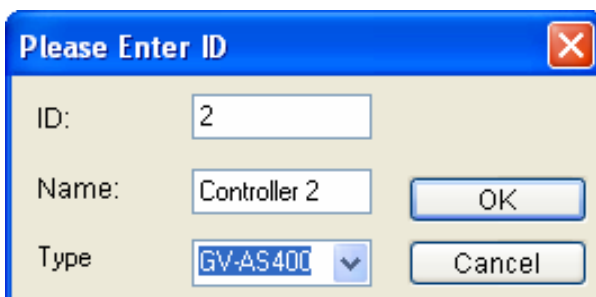 Please Enter ID
ID: 2
Name: Controller 2
OK
Type GV-AS400
Cancel